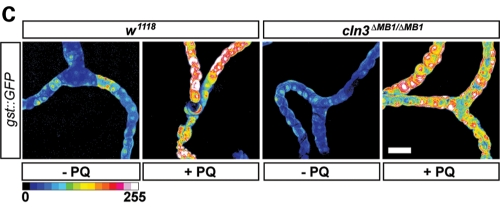 C
w1118
cln3ΔMB1/ΔMB1
gst::GFP
- PQ
+ PQ
- PQ
+ PQ
0
255